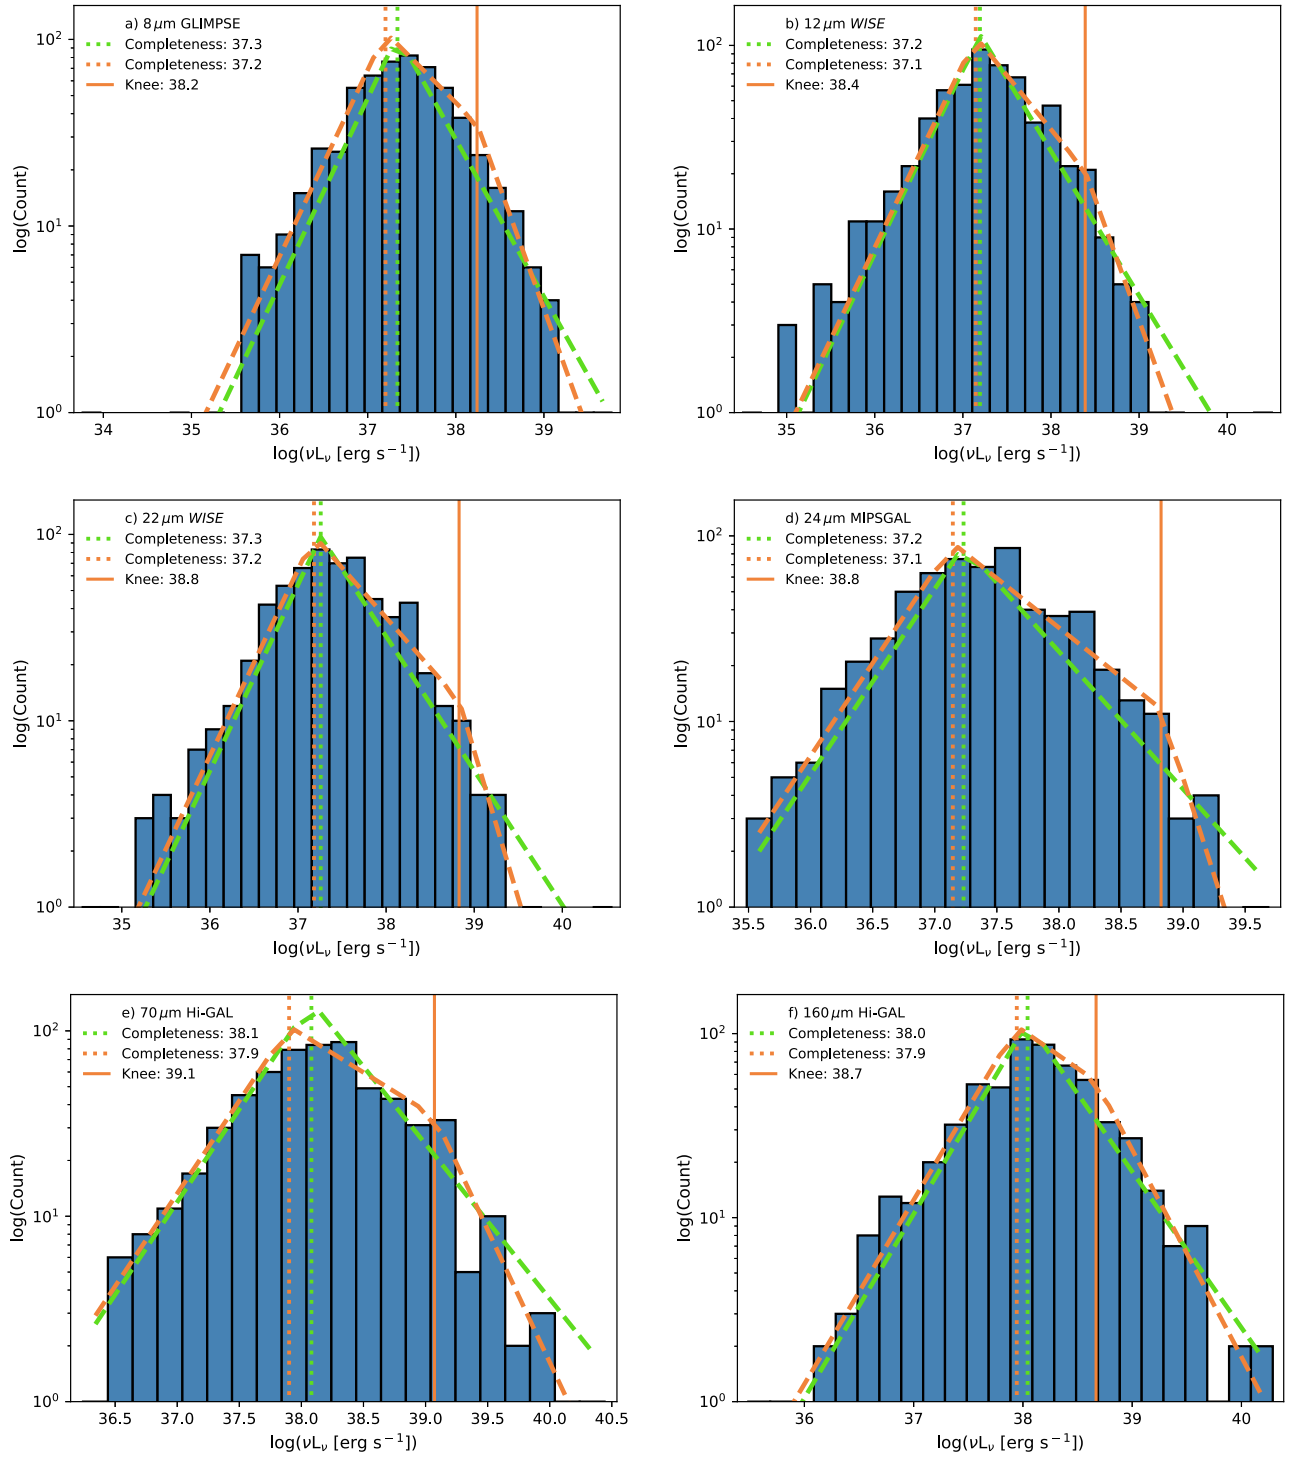 a) 8 μm GLIMPSE
Completeness: 37.3
Completeness: 37.2
Knee: 38.2
log(Count)
10²
10¹
10⁰
34 35 36 37 38 39
log(νLν [erg s⁻¹])
b) 12 μm WISE
Completeness: 37.2
Completeness: 37.1
Knee: 38.4
log(Count)
10²
10¹
10⁰
35 36 37 38 39 40
log(νLν [erg s⁻¹])
c) 22 μm WISE
Completeness: 37.3
Completeness: 37.2
Knee: 38.8
log(Count)
10²
10¹
10⁰
35 36 37 38 39 40
log(νLν [erg s⁻¹])
d) 24 μm MIPSGAL
Completeness: 37.2
Completeness: 37.1
Knee: 38.8
log(Count)
10²
10¹
10⁰
35.5 36.0 36.5 37.0 37.5 38.0 38.5 39.0 39.5
log(νLν [erg s⁻¹])
e) 70 μm Hi-GAL
Completeness: 38.1
Completeness: 37.9
Knee: 39.1
log(Count)
10²
10¹
10⁰
36.5 37.0 37.5 38.0 38.5 39.0 39.5 40.0 40.5
log(νLν [erg s⁻¹])
f) 160 μm Hi-GAL
Completeness: 38.0
Completeness: 37.9
Knee: 38.7
log(Count)
10²
10¹
10⁰
36 37 38 39 40
log(νLν [erg s⁻¹])